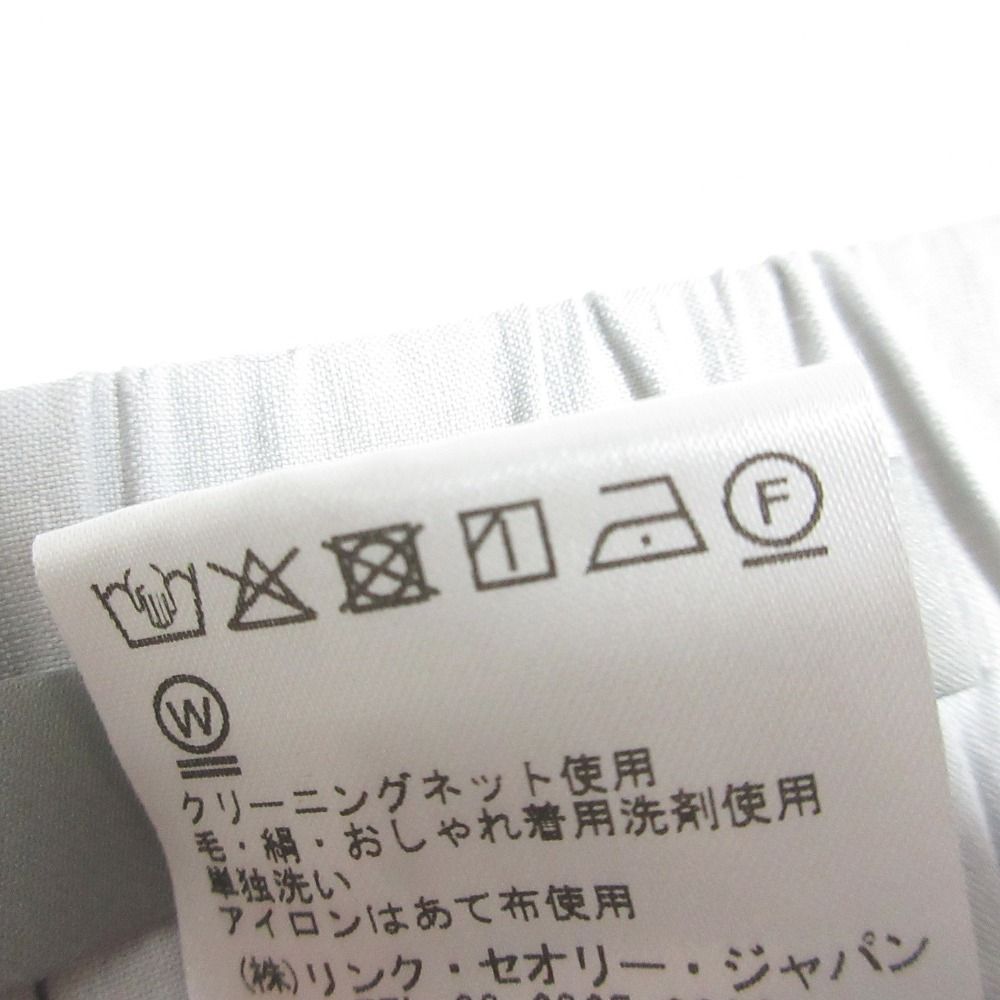 F
W
クリーニングネット使用
毛・絹・おしゃれ着用洗剤使用
単独洗い
アイロンはあて布使用
(株)リンク・セオリー・ジャパン